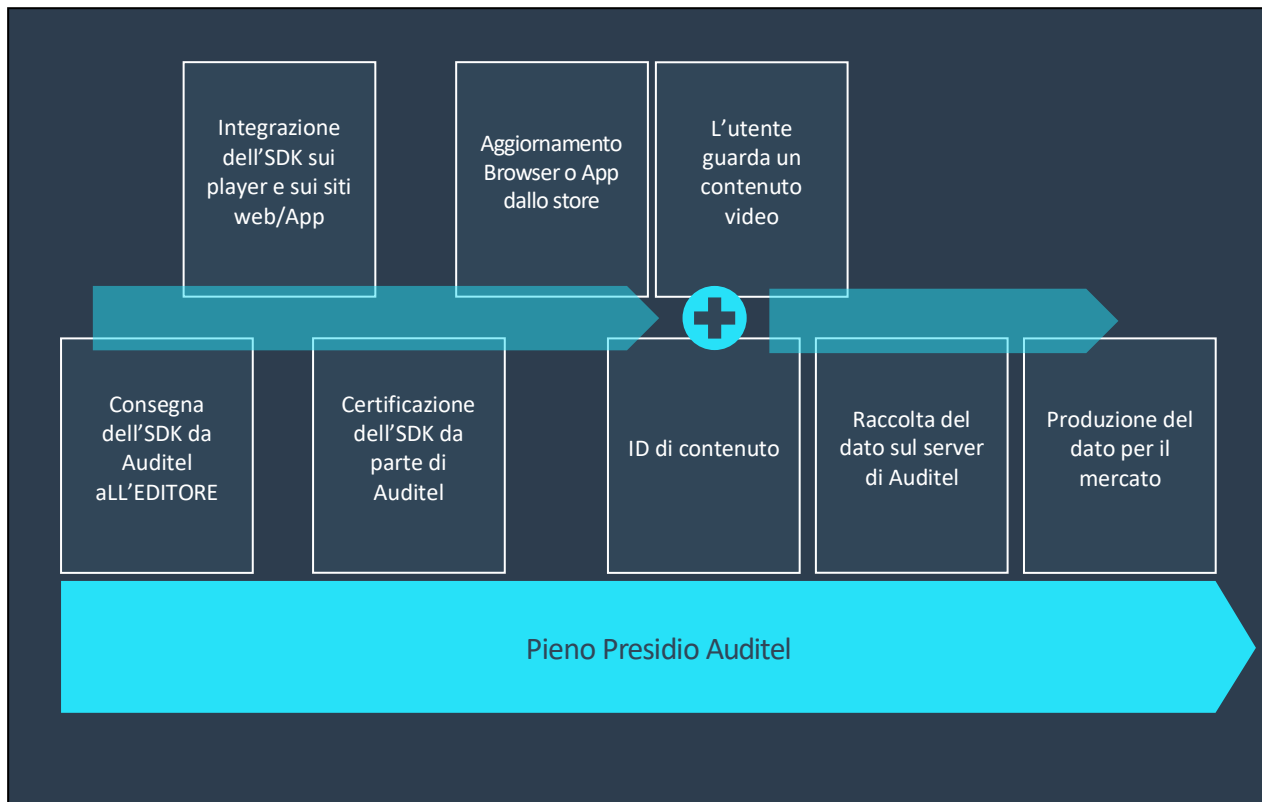 Integrazione
dell’SDK sui
player e sui siti
web/App
Aggiornamento
Browser o App
dallo store
L’utente
guarda un
contenuto
video
Consegna
dell’SDK da
Auditel
aLL’EDITORE
Certificazione
dell’SDK da
parte di
Auditel
ID di contenuto
Raccolta del
dato sul server
di Auditel
Produzione del
dato per il
mercato
Pieno Presidio Auditel